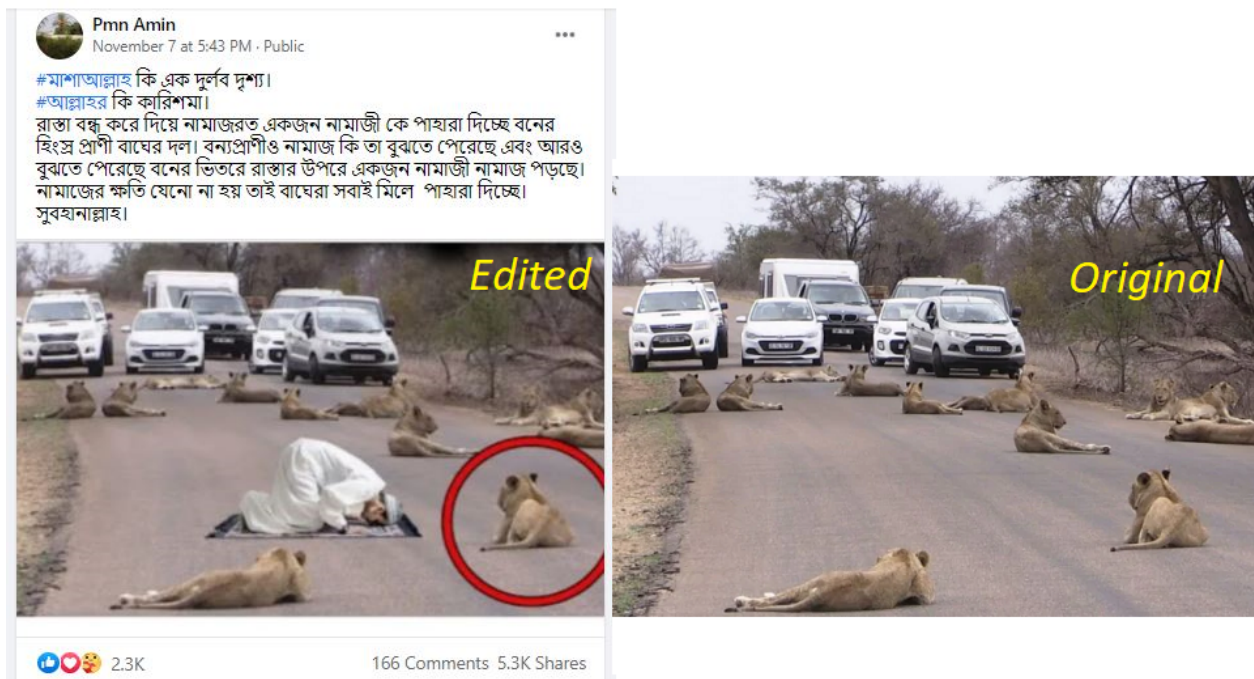 Pmn Amin
November 7 at 5:43 PM · Public
#মাশাআল্লাহ কি এক দুর্লব দৃশ্য।
#আল্লাহর কি কারিশমা।
রাস্তা বন্ধ করে দিয়ে নামাজরত একজন নামাজী কে পাহারা দিচ্ছে বনের
হিংস্র প্রাণী বাঘের দল। বন্যপ্রাণীও নামাজ কি তা বুঝতে পেরেছে এবং আরও
বুঝতে পেরেছে বনের ভিতরে রাস্তার উপরে একজন নামাজী নামাজ পড়ছে।
নামাজের ক্ষতি যেনো না হয় তাই বাঘেরা সবাই মিলে পাহারা দিচ্ছে।
সুবহানাল্লাহ।
Edited
Original
2.3K
166 Comments 5.3K Shares